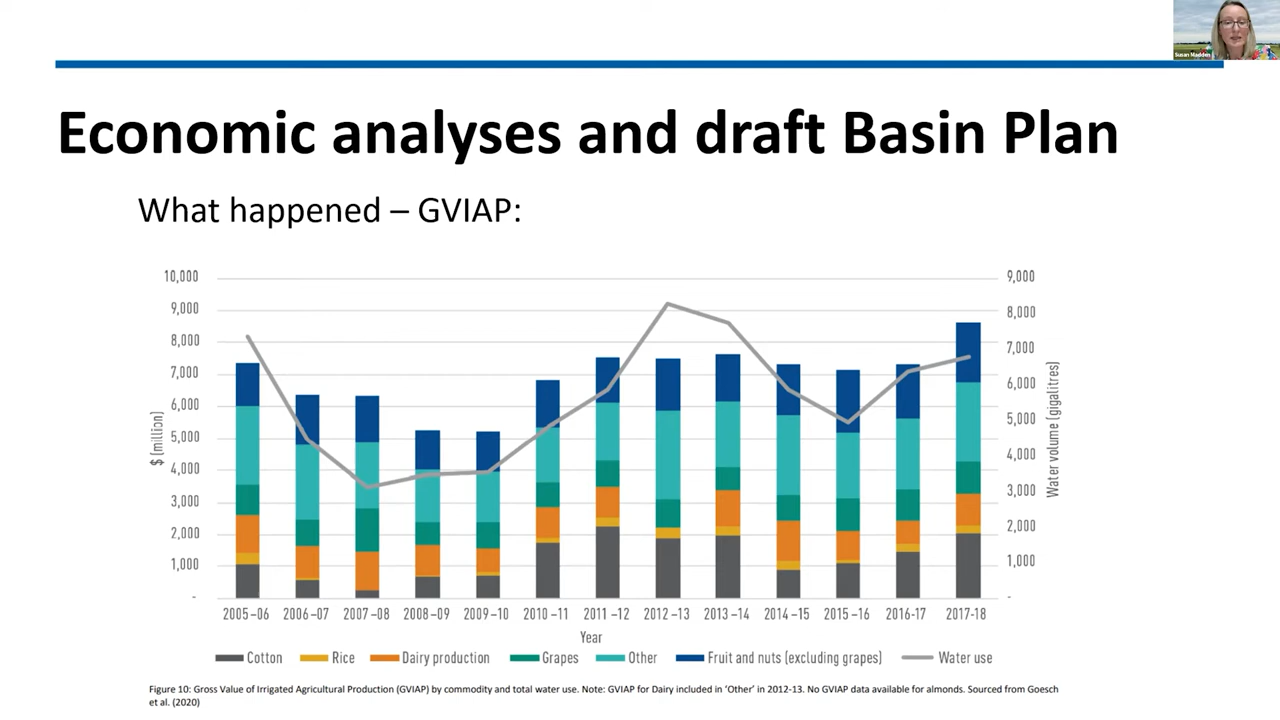 Susan Madden
Economic analyses and draft Basin Plan
What happened – GVIAP:
10,000
9,000
8,000
7,000
6,000
5,000
4,000
3,000
2,000
1,000
-
$ (million)
9,000
8,000
7,000
6,000
5,000
4,000
3,000
2,000
1,000
-
Water volume (gigalitres)
2005–06 2006–07 2007–08 2008–09 2009–10 2010–11 2011–12 2012–13 2013–14 2014–15 2015–16 2016-17 2017-18
Year
Cotton Rice Dairy production Grapes Other Fruit and nuts (excluding grapes) Water use
Figure 10: Gross Value of Irrigated Agricultural Production (GVIAP) by commodity and total water use. Note: GVIAP for Dairy included in ‘Other’ in 2012-13. No GVIAP data available for almonds. Sourced from Goesch
et al. (2020)